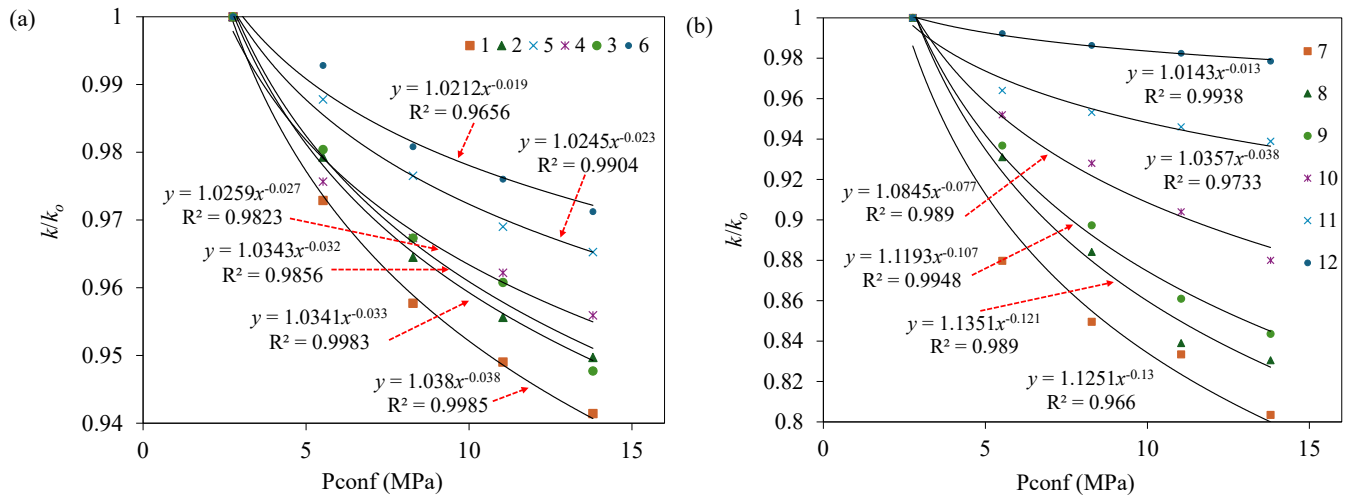 (a)
k/kₒ
1
0.99
0.98
0.97
0.96
0.95
0.94
0
5
10
15
Pconf (MPa)
1 2 5 4 3 6
y = 1.0212x^-0.019
R² = 0.9656
y = 1.0245x^-0.023
R² = 0.9904
y = 1.0259x^-0.027
R² = 0.9823
y = 1.0343x^-0.032
R² = 0.9856
y = 1.0341x^-0.033
R² = 0.9983
y = 1.038x^-0.038
R² = 0.9985
(b)
k/kₒ
1
0.98
0.96
0.94
0.92
0.9
0.88
0.86
0.84
0.82
0.8
0
5
10
15
Pconf (MPa)
7
8
9
10
11
12
y = 1.0143x^-0.013
R² = 0.9938
y = 1.0357x^-0.038
R² = 0.9733
y = 1.0845x^-0.077
R² = 0.989
y = 1.1193x^-0.107
R² = 0.9948
y = 1.1351x^-0.121
R² = 0.989
y = 1.1251x^-0.13
R² = 0.966